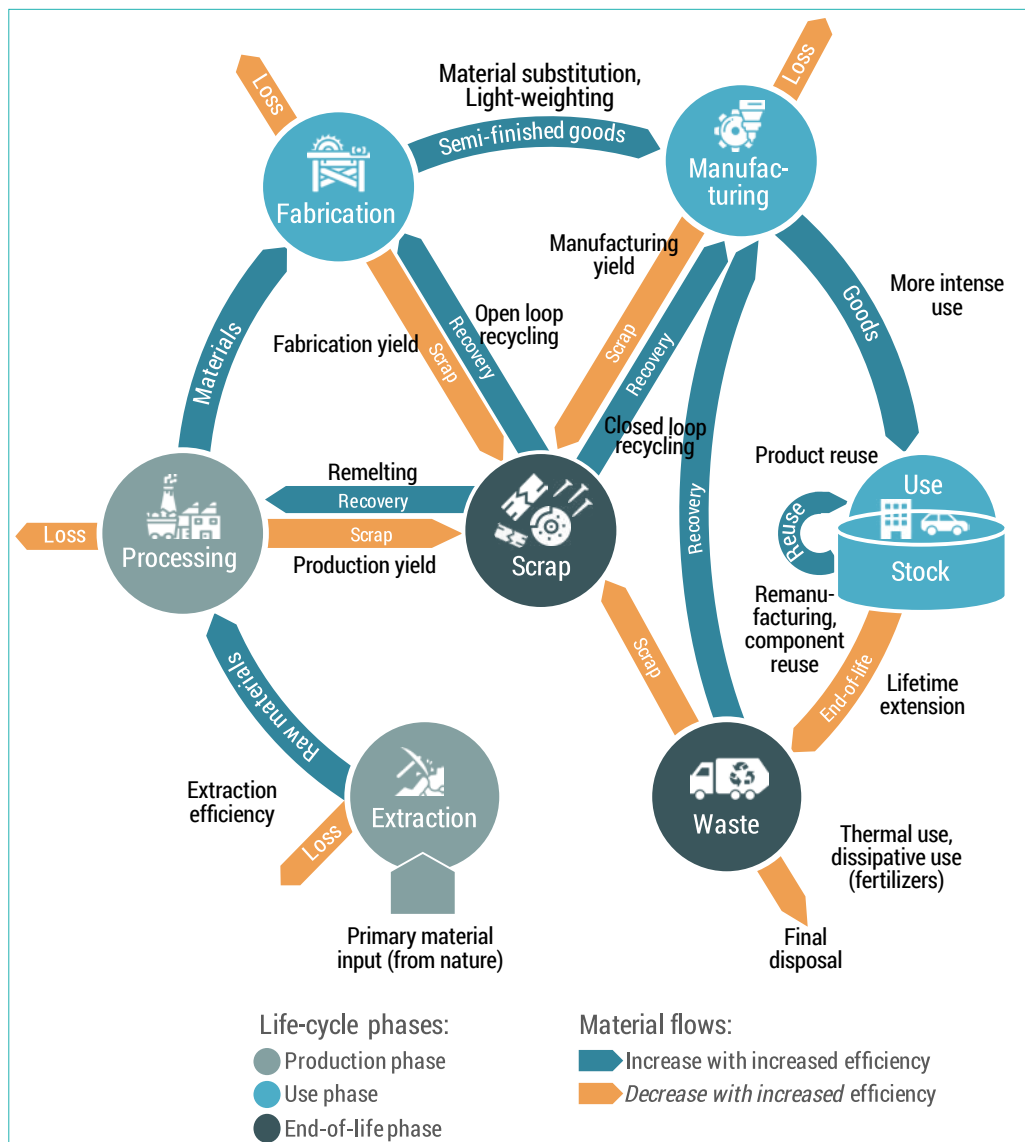 Loss
Loss
Material substitution,
Light-weighting
Semi-finished goods
Fabrication
Manufac-
turing
Manufacturing
yield
More intense
use
Goods
Materials
Fabrication yield
Scrap
Recovery
Open loop
recycling
Scrap
Recovery
Closed loop
recycling
Recovery
Product reuse
Use
Stock
Reuse
Remanu-
facturing,
component
reuse
Remelting
Recovery
Scrap
Production yield
Loss
Processing
Scrap
Scrap
End-of-life
Lifetime
extension
Raw materials
Extraction
efficiency
Loss
Extraction
Waste
Thermal use,
dissipative use
(fertilizers)
Primary material
input (from nature)
Final
disposal
Life-cycle phases:
Production phase
Use phase
End-of-life phase
Material flows:
Increase with increased efficiency
Decrease with increased efficiency